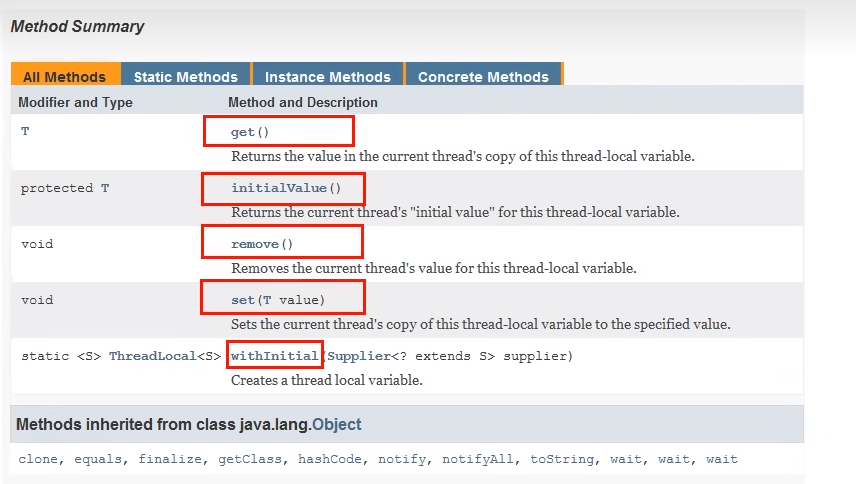 Method Summary
All Methods Static Methods Instance Methods Concrete Methods
Modifier and Type Method and Description
T get()
Returns the value in the current thread's copy of this thread-local variable.
protected T initialValue()
Returns the current thread's "initial value" for this thread-local variable.
void remove()
Removes the current thread's value for this thread-local variable.
void set(T value)
Sets the current thread's copy of this thread-local variable to the specified value.
static <S> ThreadLocal<S> withInitial(Supplier<? extends S> supplier)
Creates a thread local variable.
Methods inherited from class java.lang.Object
clone, equals, finalize, getClass, hashCode, notify, notifyAll, toString, wait, wait, wait